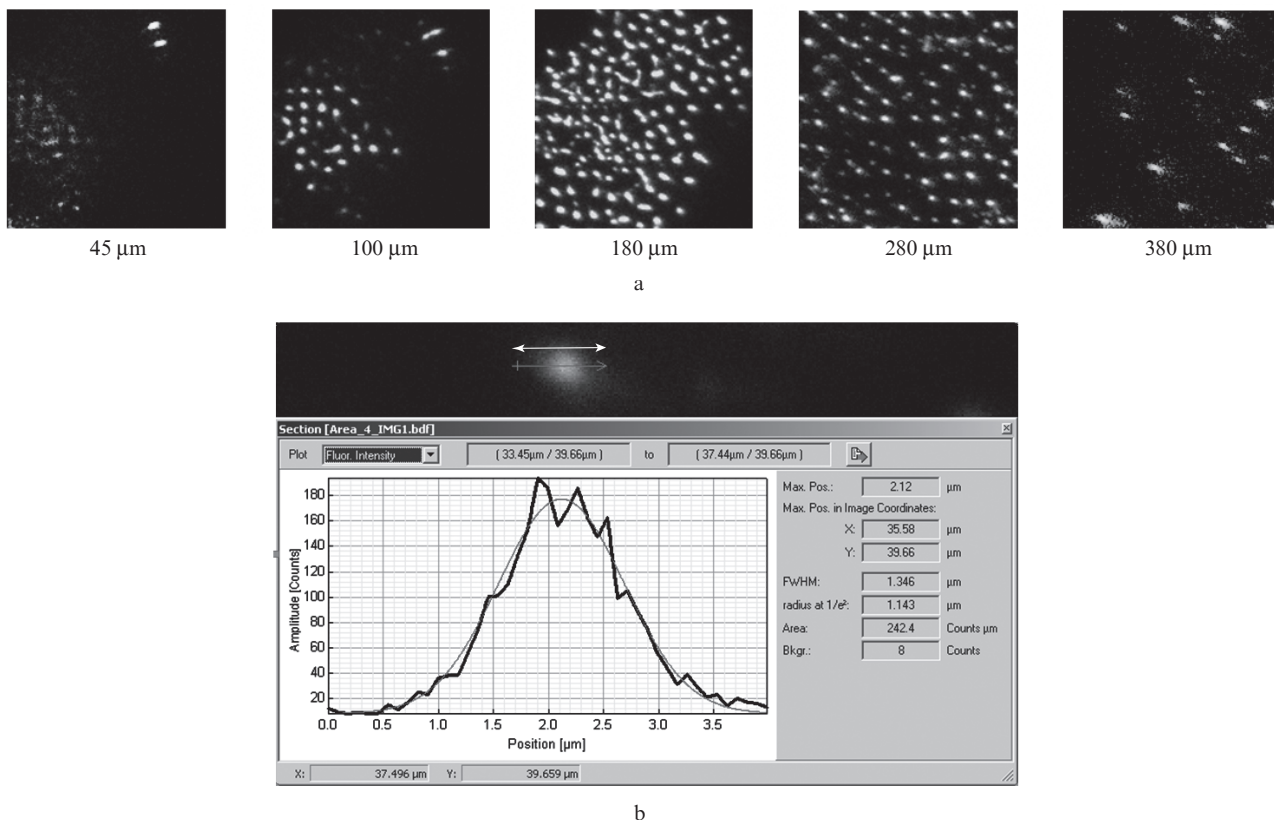 45 µm 100 µm 180 µm 280 µm 380 µm
a
Section [Area_4_IMG1.bdf]
Plot Fluor. Intensity ( 33.45µm / 39.66µm ) to ( 37.44µm / 39.66µm )
Max. Pos.: 2.12 µm
Max. Pos. in Image Coordinates:
X: 35.58 µm
Y: 39.66 µm
FWHM: 1.346 µm
radius at 1/e²: 1.143 µm
Area: 242.4 Counts µm
Bkgr.: 8 Counts
Amplitude [Counts]
180
160
140
120
100
80
60
40
20
0.0 0.5 1.0 1.5 2.0 2.5 3.0 3.5
Position [µm]
X: 37.496 µm Y: 39.659 µm
b